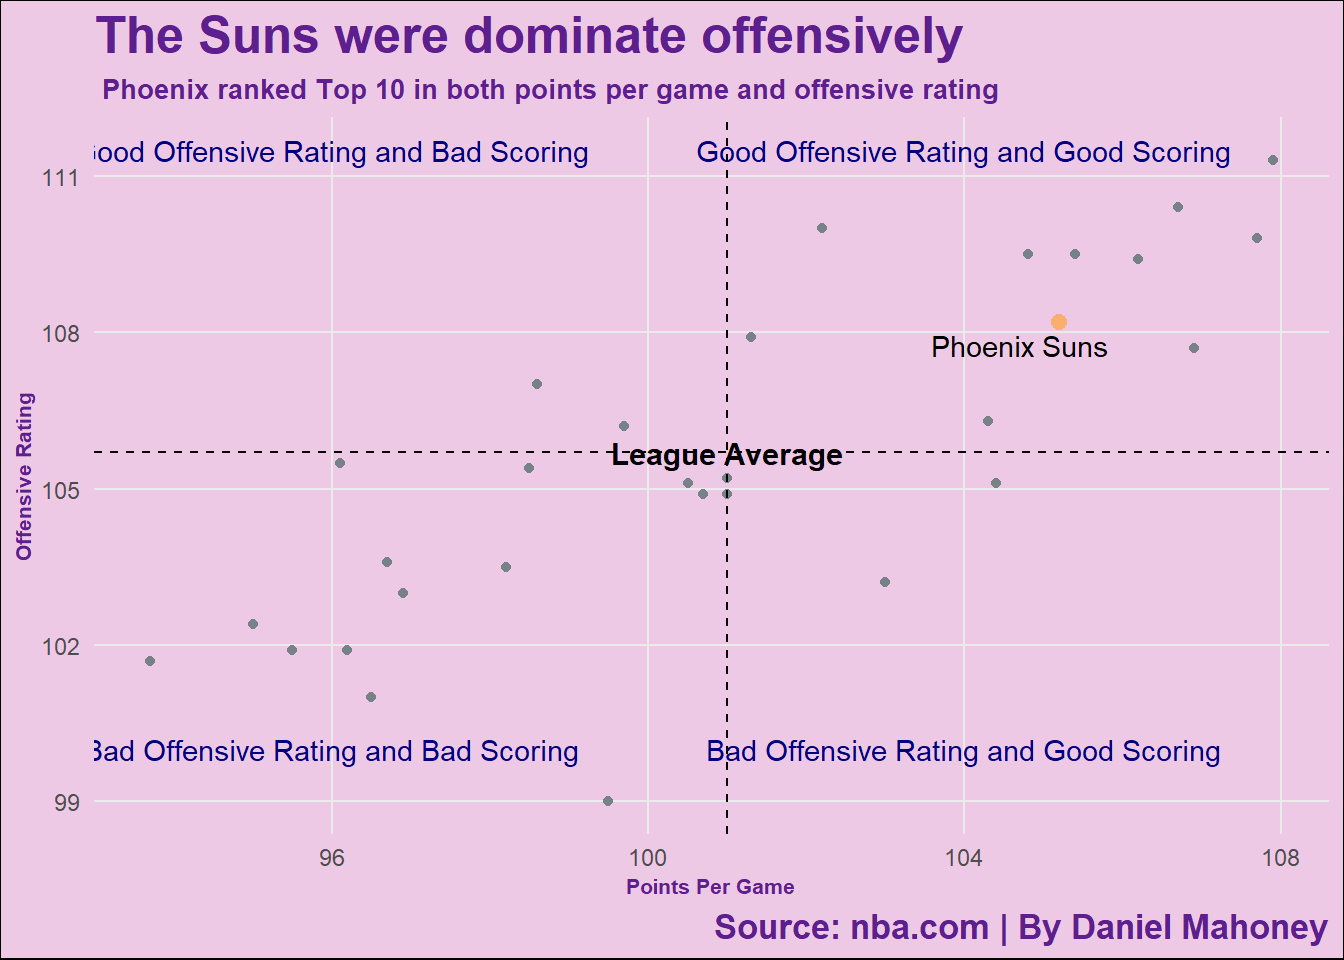 The Suns were dominate offensively
Phoenix ranked Top 10 in both points per game and offensive rating
Good Offensive Rating and Bad Scoring
Good Offensive Rating and Good Scoring
111
108
Phoenix Suns
Offensive Rating
League Average
105
102
Bad Offensive Rating and Bad Scoring
Bad Offensive Rating and Good Scoring
99
96 100 104 108
Points Per Game
Source: nba.com | By Daniel Mahoney